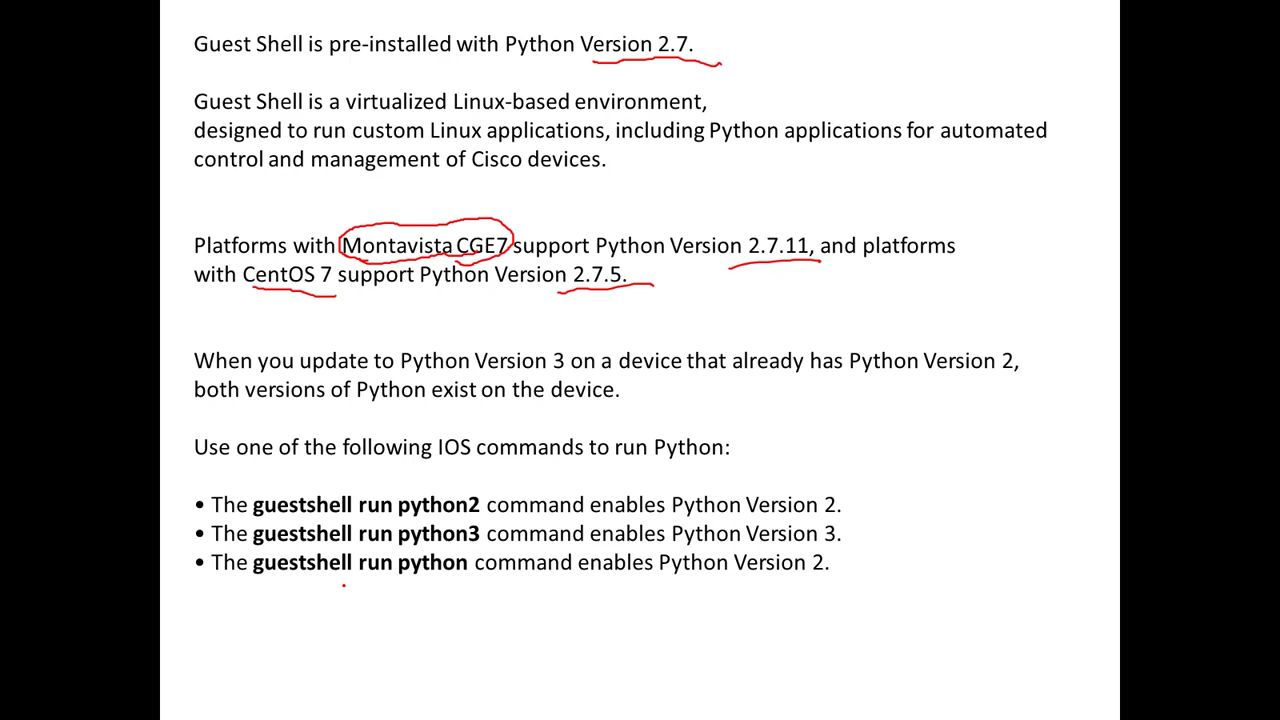 Guest Shell is pre-installed with Python Version 2.7.
Guest Shell is a virtualized Linux-based environment,
designed to run custom Linux applications, including Python applications for automated
control and management of Cisco devices.
Platforms with Montavista CGE7 support Python Version 2.7.11, and platforms
with CentOS 7 support Python Version 2.7.5.
When you update to Python Version 3 on a device that already has Python Version 2,
both versions of Python exist on the device.
Use one of the following IOS commands to run Python:
• The guestshell run python2 command enables Python Version 2.
• The guestshell run python3 command enables Python Version 3.
• The guestshell run python command enables Python Version 2.